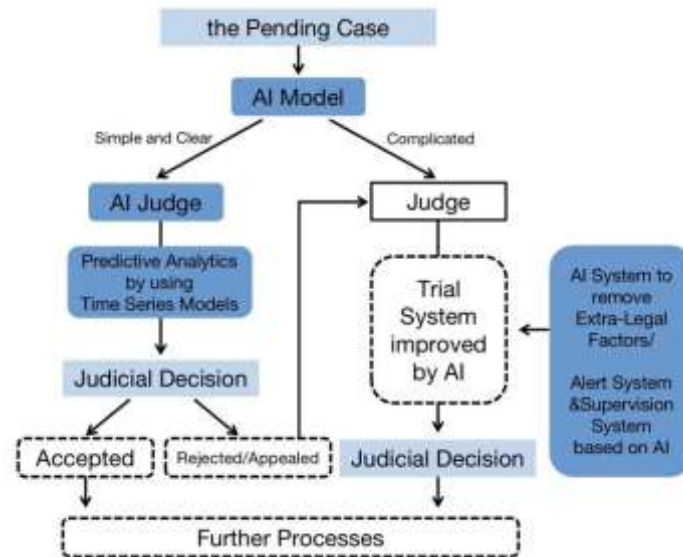 the Pending Case
AI Model
Simple and Clear
Complicated
AI Judge
Judge
Predictive Analytics
by using
Time Series Models
Trial
System
improved
by AI
AI System to
remove
Extra-Legal
Factors/
Alert System
&Supervision
System
based on AI
Judicial Decision
Accepted
Rejected/Appealed
Judicial Decision
Further Processes